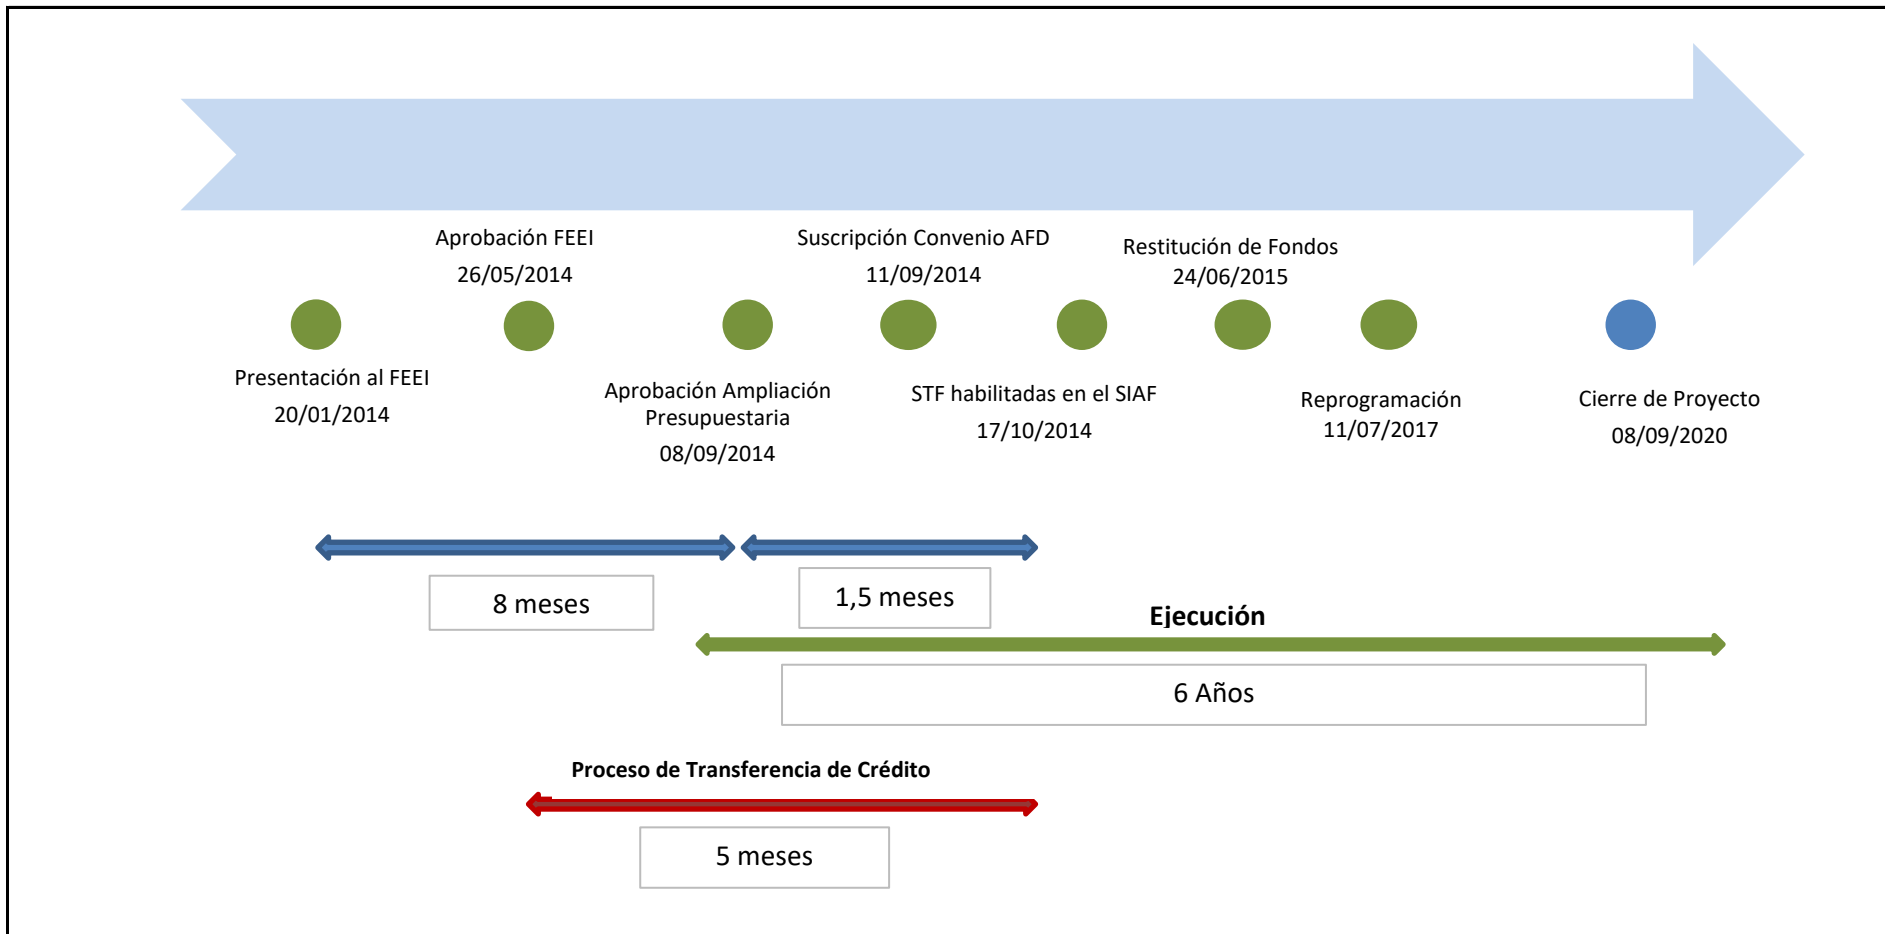 Aprobación FEEI
26/05/2014
Suscripción Convenio AFD
11/09/2014
Restitución de Fondos
24/06/2015
Presentación al FEEI
20/01/2014
Aprobación Ampliación
Presupuestaria
08/09/2014
STF habilitadas en el SIAF
17/10/2014
Reprogramación
11/07/2017
Cierre de Proyecto
08/09/2020
8 meses
1,5 meses
Ejecución
6 Años
Proceso de Transferencia de Crédito
5 meses